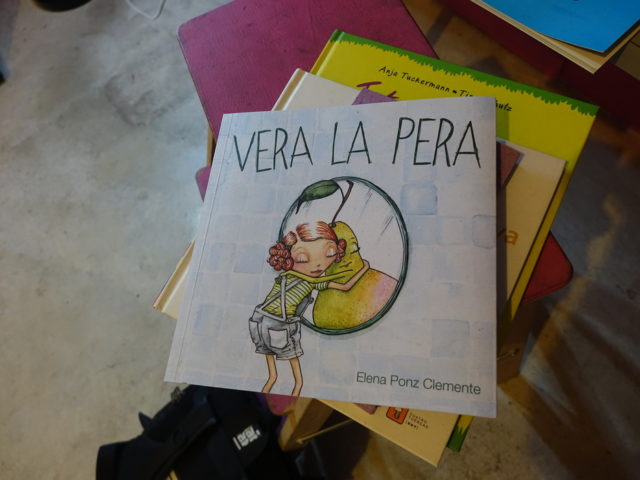 Anja Tuckermann
VERA LA PERA
Elena Ponz Clemente